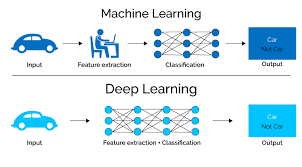 Machine Learning
Car
Not Car
Input
Feature extraction
Classification
Output
Deep Learning
Car
Not Car
Input
Feature extraction + Classification
Output